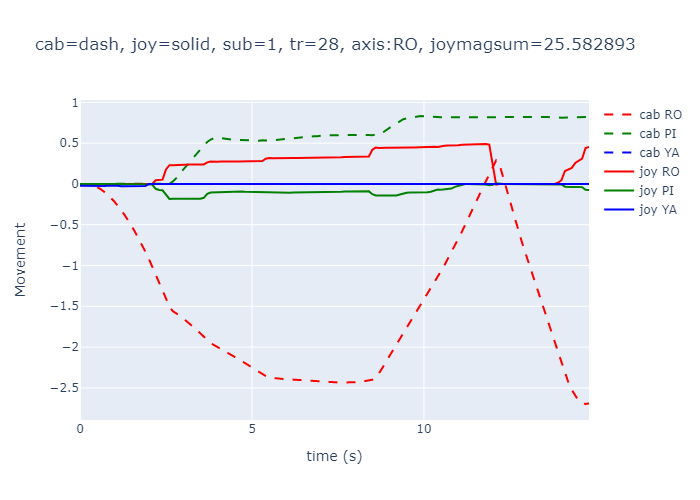 cab=dash, joy=solid, sub=1, tr=28, axis:RO, joymagsum=25.582893
1
0.5
0
−0.5
−1
−1.5
−2
−2.5
Movement
0
5
10
time (s)
cab RO
cab PI
cab YA
joy RO
joy PI
joy YA